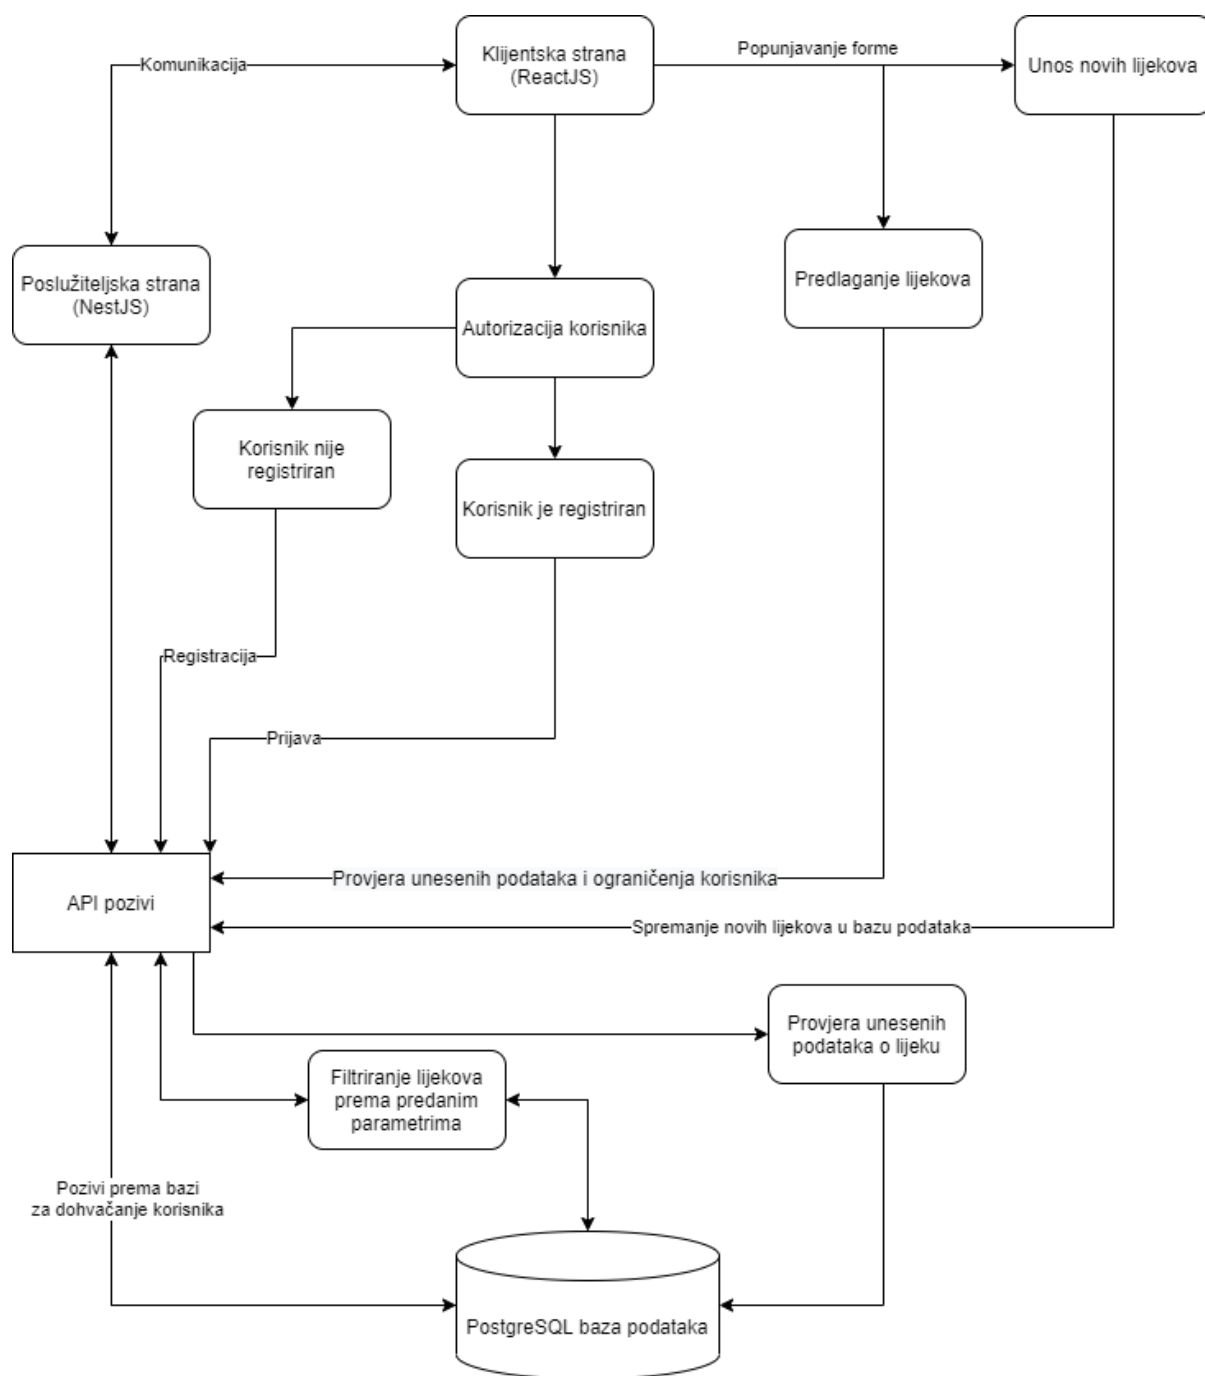 Klijentska strana
(ReactJS)
Popunjavanje forme
Unos novih lijekova
Komunikacija
Poslužiteljska strana
(NestJS)
Predlaganje lijekova
Autorizacija korisnika
Korisnik nije
registriran
Korisnik je registriran
Registracija
Prijava
API pozivi
Provjera unesenih podataka i ograničenja korisnika
Spremanje novih lijekova u bazu podataka
Provjera unesenih
podataka o lijeku
Filtriranje lijekova
prema predanim
parametrima
Pozivi prema bazi
za dohvačanje korisnika
PostgreSQL baza podataka